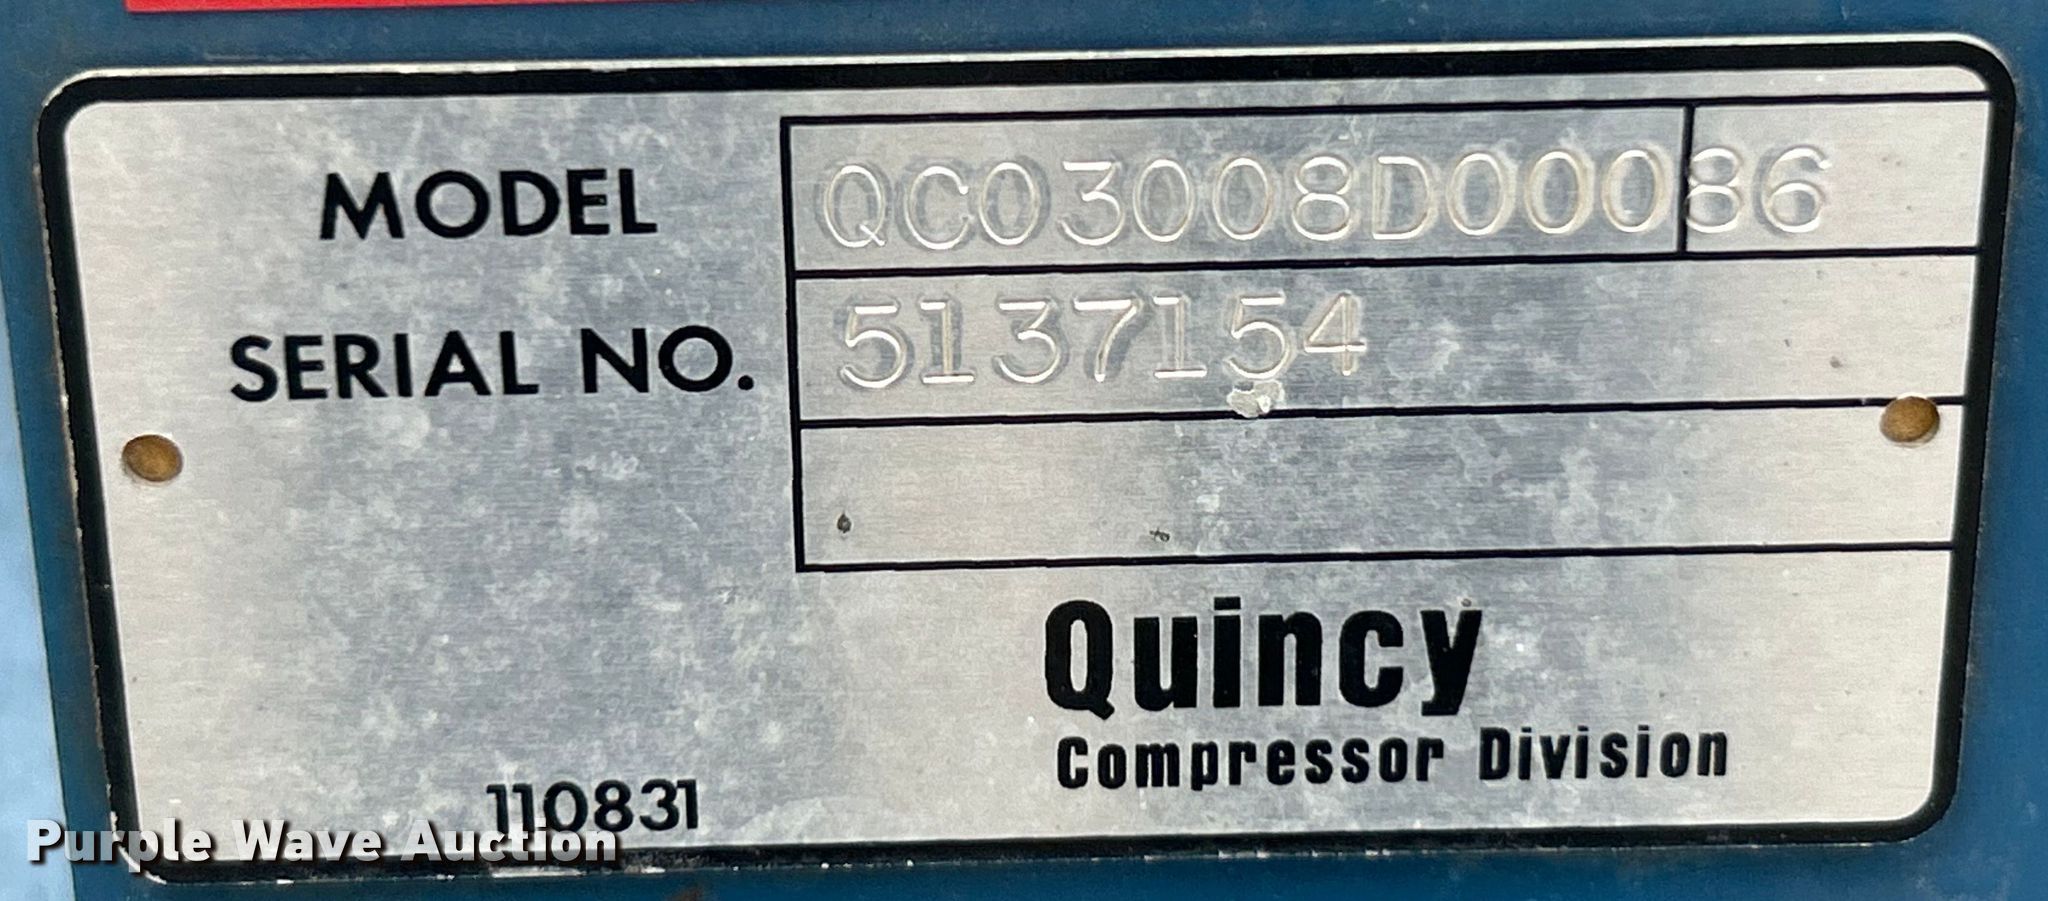 MODEL QC03008D00086
SERIAL NO. 5137154
Quincy
Compressor Division
110831
Purple Wave Auction